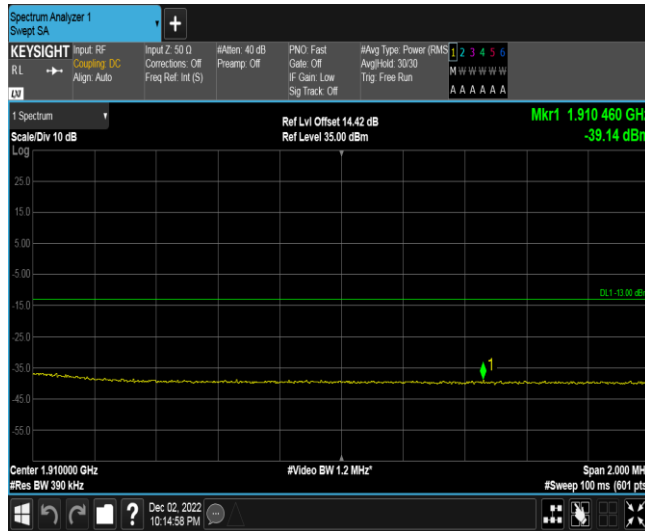 Spectrum Analyzer 1
Swept SA
KEYSIGHT Input: RF Input Z: 50 Ω #Atten: 40 dB PNO: Fast #Avg Type: Power (RMS 1 2 3 4 5 6
RL Coupling: DC Corrections: Off Preamp: Off Gate: Off Avg|Hold: 30/30 M W W W W W
Align: Auto Freq Ref: Int (S) IF Gain: Low Trig: Free Run
LXI Sig Track: Off A A A A A A
1 Spectrum Ref Lvl Offset 14.42 dB Mkr1 1.910 460 GHz
Scale/Div 10 dB Ref Level 35.00 dBm -39.14 dBm
Log
25.0
15.0
5.00
-5.00
DL1 -13.00 dBm
-15.0
-25.0
-35.0
1
-45.0
-55.0
Center 1.910000 GHz #Video BW 1.2 MHz* Span 2.000 MH
#Res BW 390 kHz #Sweep 100 ms (601 pts
? Dec 02, 2022
10:14:58 PM